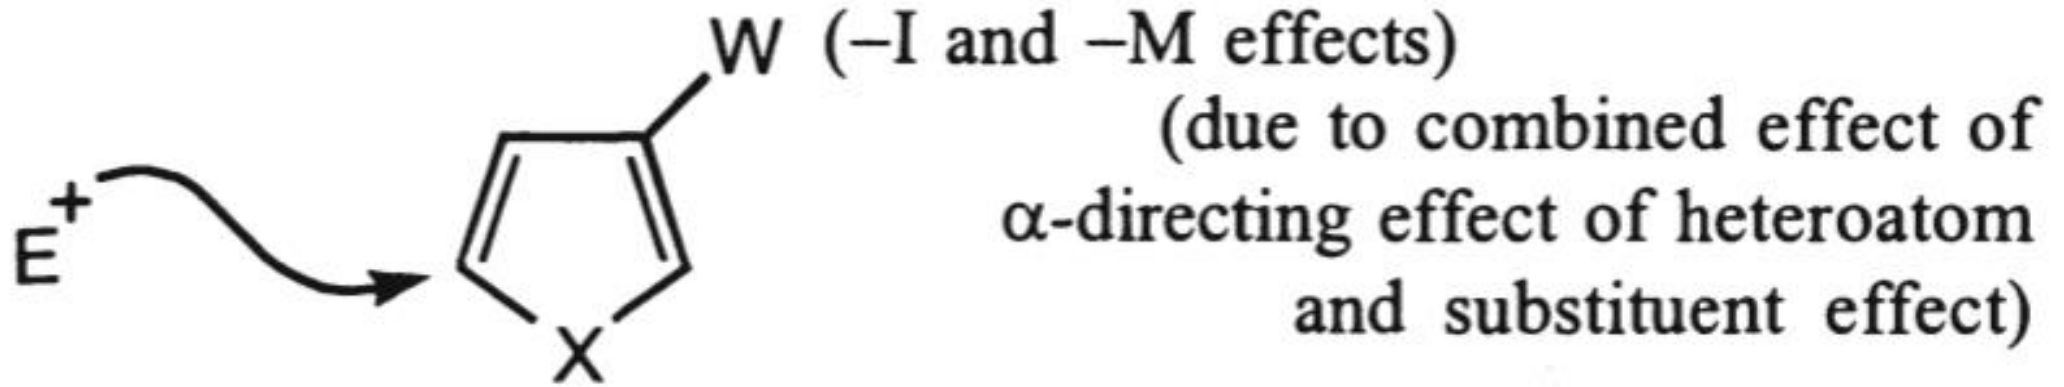 W (–I and –M effects)
(due to combined effect of
E+
α-directing effect of heteroatom
and substituent effect)
X